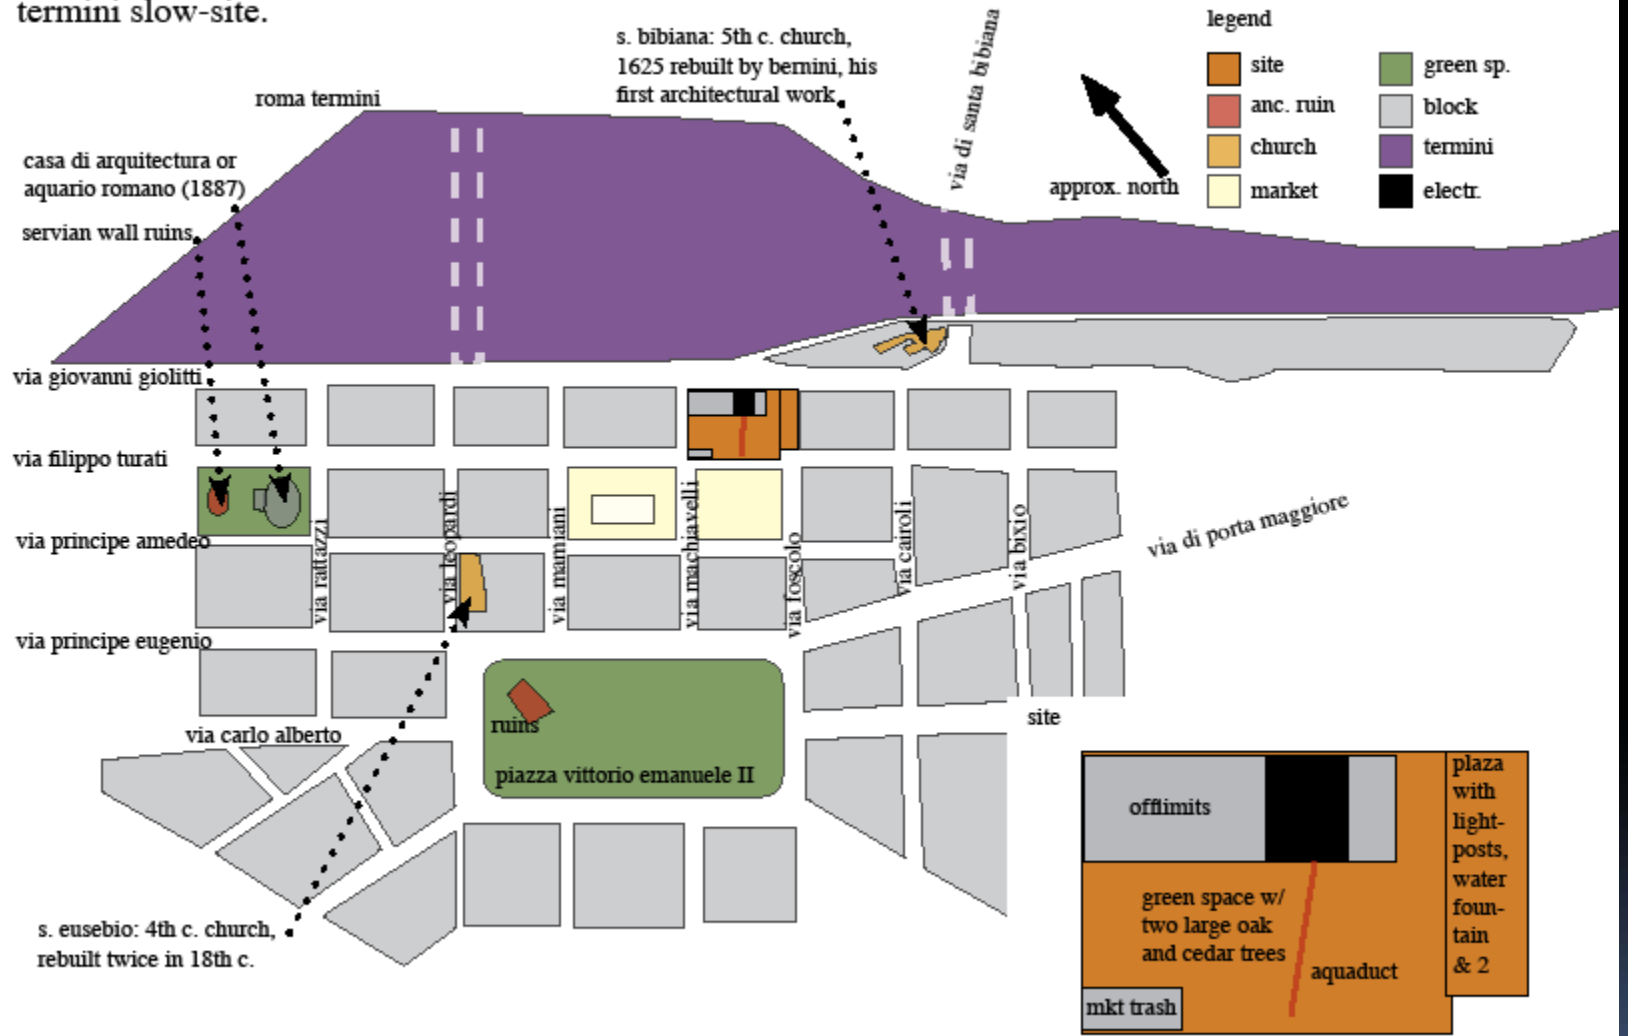 termini slow-site.
s. bibiana: 5th c. church,
1625 rebuilt by bernini, his
first architectural work
via di santa bibiana
legend
site
green sp.
anc. ruin
block
church
termini
market
electr.
approx. north
roma termini
casa di arquitectura or
aquario romano (1887)
servian wall ruins
via giovanni giolitti
via filippo turati
via principe amedeo
via principe eugenio
via rattazzi
via leopardi
via mamiani
via machiavelli
via foscolo
via cairoli
via bixio
via di porta maggiore
via carlo alberto
ruins
piazza vittorio emanuele II
s. eusebio: 4th c. church,
rebuilt twice in 18th c.
site
offlimits
green space w/
two large oak
and cedar trees
aquaduct
mkt trash
plaza
with
light-
posts,
water
foun-
tain
& 2